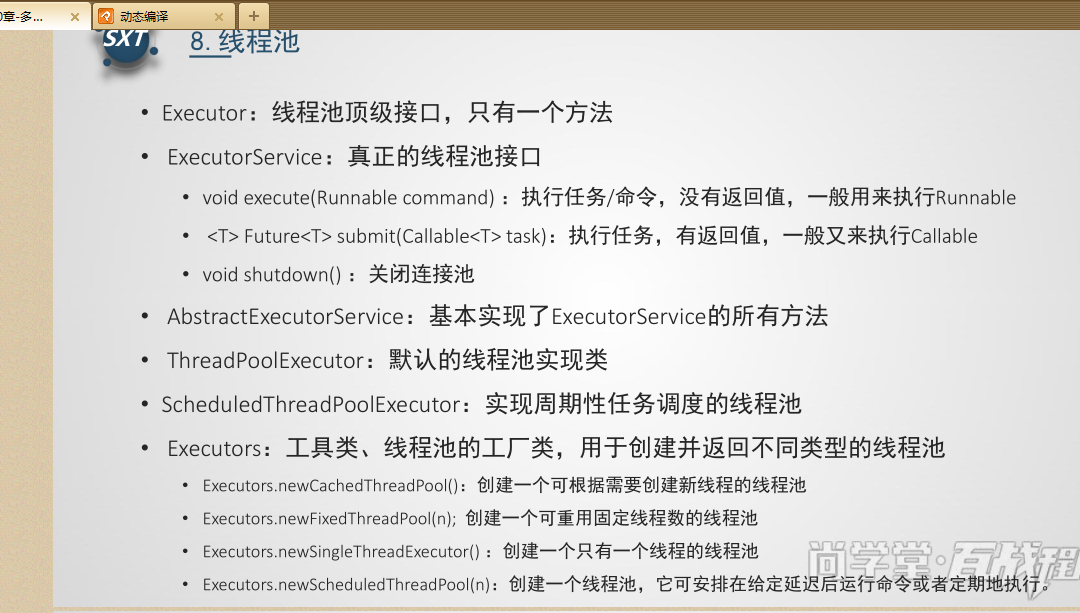 0章-多...
动态编译
SXT
8. 线程池
• Executor：线程池顶级接口，只有一个方法
• ExecutorService：真正的线程池接口
• void execute(Runnable command) ：执行任务/命令，没有返回值，一般用来执行Runnable
• <T> Future<T> submit(Callable<T> task)：执行任务，有返回值，一般又来执行Callable
• void shutdown() ：关闭连接池
• AbstractExecutorService：基本实现了ExecutorService的所有方法
• ThreadPoolExecutor：默认的线程池实现类
• ScheduledThreadPoolExecutor：实现周期性任务调度的线程池
• Executors：工具类、线程池的工厂类，用于创建并返回不同类型的线程池
• Executors.newCachedThreadPool()：创建一个可根据需要创建新线程的线程池
• Executors.newFixedThreadPool(n); 创建一个可重用固定线程数的线程池
• Executors.newSingleThreadExecutor() ：创建一个只有一个线程的线程池
• Executors.newScheduledThreadPool(n)：创建一个线程池，它可安排在给定延迟后运行命令或者定期地执行。
尚学堂·百战程